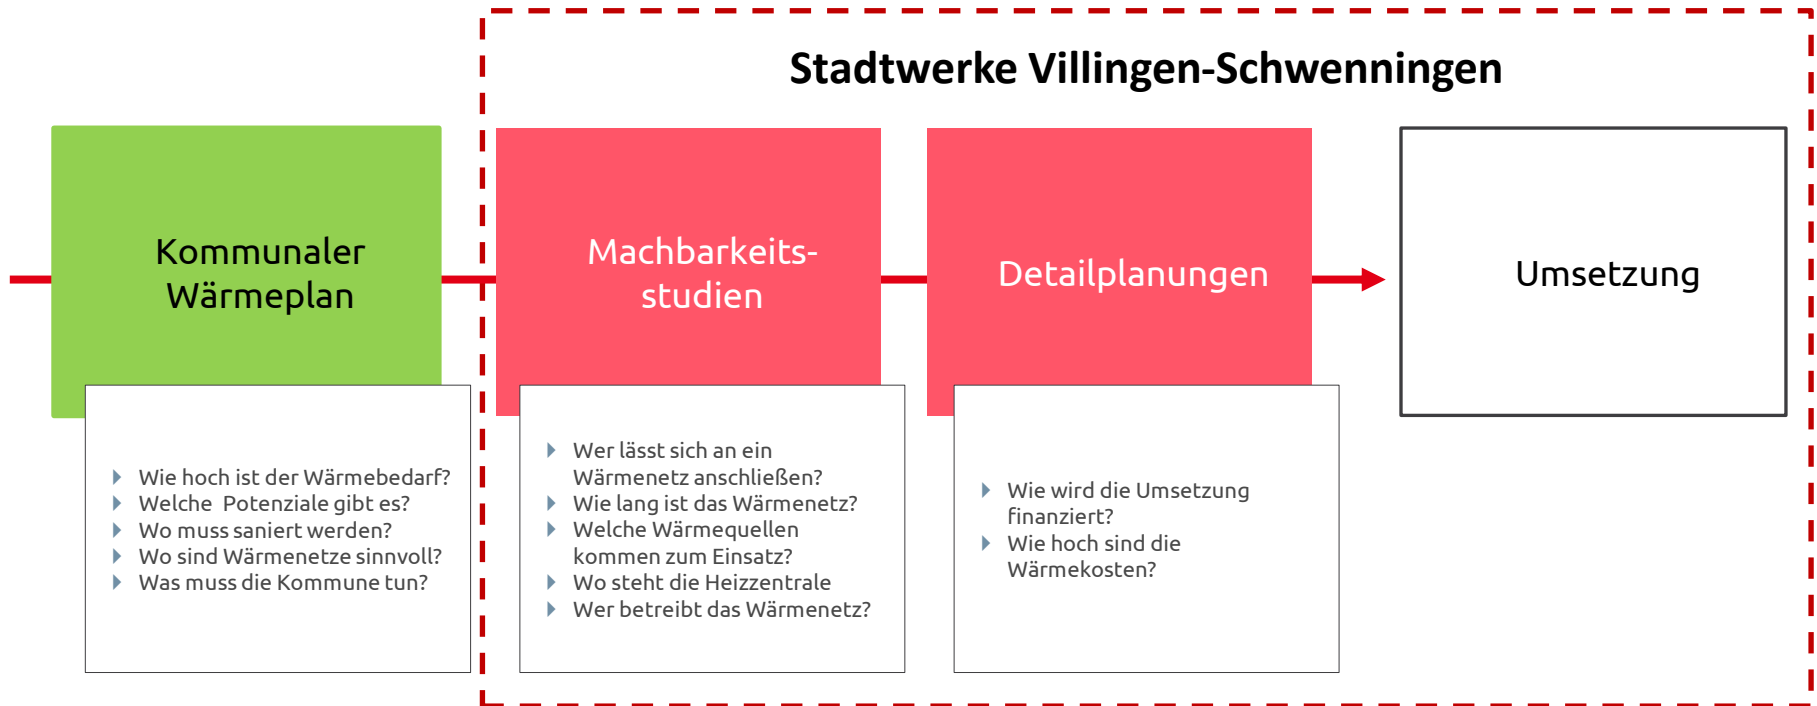 Stadtwerke Villingen-Schwenningen
Kommunaler
Wärmeplan
Machbarkeits-
studien
Detailplanungen
Umsetzung
Wie hoch ist der Wärmebedarf?
Welche  Potenziale gibt es?
Wo muss saniert werden?
Wo sind Wärmenetze sinnvoll?
Was muss die Kommune tun?
Wer lässt sich an ein
Wärmenetz anschließen?
Wie lang ist das Wärmenetz?
Welche Wärmequellen
kommen zum Einsatz?
Wo steht die Heizzentrale
Wer betreibt das Wärmenetz?
Wie wird die Umsetzung
finanziert?
Wie hoch sind die
Wärmekosten?